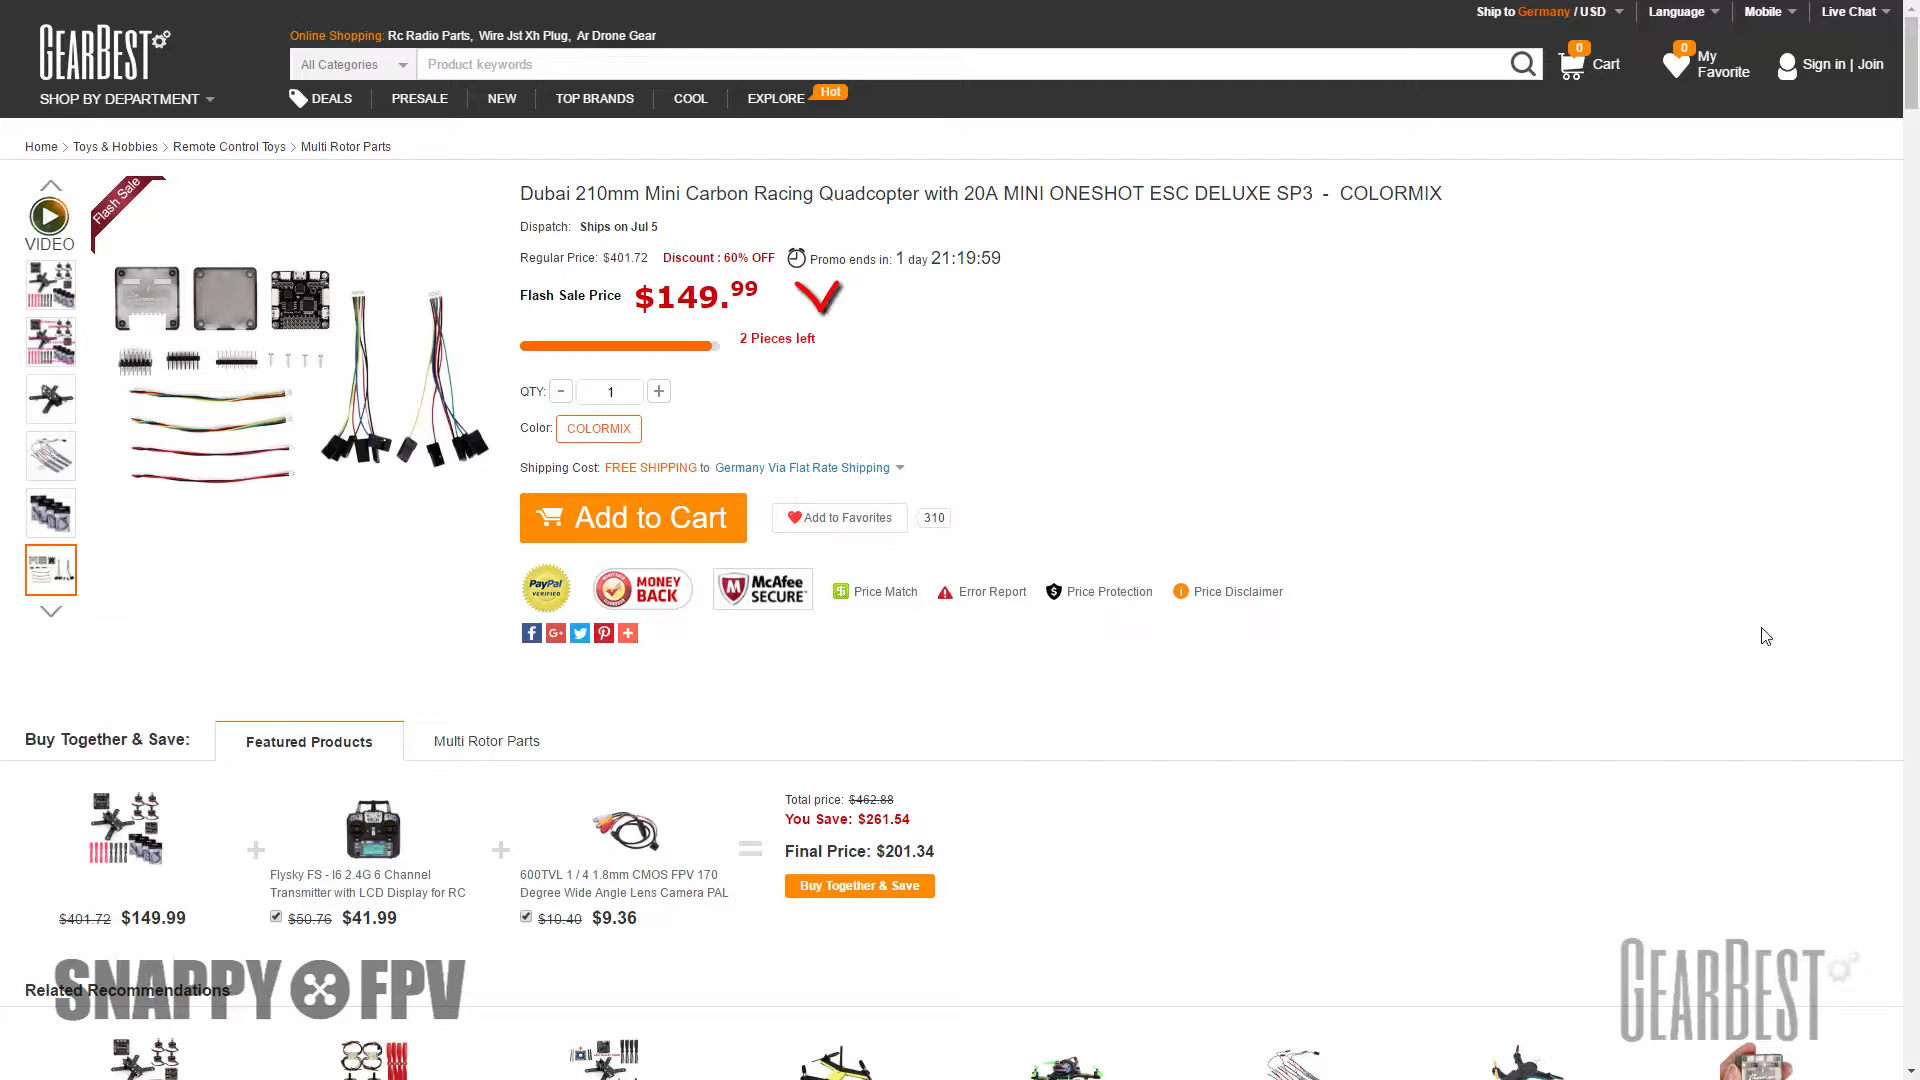 Ship to Germany / USD
Language
Mobile
Live Chat
GEARBEST
Online Shopping: Rc Radio Parts, Wire Jst Xh Plug, Ar Drone Gear
All Categories
Product keywords
0
Cart
0
My Favorite
Sign in | Join
SHOP BY DEPARTMENT
DEALS
PRESALE
NEW
TOP BRANDS
COOL
EXPLORE
Hot
Home > Toys & Hobbies > Remote Control Toys > Multi Rotor Parts
VIDEO
Flash Sale
Dubai 210mm Mini Carbon Racing Quadcopter with 20A MINI ONESHOT ESC DELUXE SP3 - COLORMIX
Dispatch: Ships on Jul 5
Regular Price: $401.72 Discount : 60% OFF Promo ends in: 1 day 21:19:59
Flash Sale Price $149.99
2 Pieces left
QTY: - 1 +
Color: COLORMIX
Shipping Cost: FREE SHIPPING to Germany Via Flat Rate Shipping
Add to Cart
Add to Favorites
310
PayPal VERIFIED
MONEY BACK
McAfee SECURE
Price Match
Error Report
Price Protection
Price Disclaimer
Buy Together & Save:
Featured Products
Multi Rotor Parts
Flysky FS - I6 2.4G 6 Channel
Transmitter with LCD Display for RC
600TVL 1 / 4 1.8mm CMOS FPV 170
Degree Wide Angle Lens Camera PAL
$401.72 $149.99
$50.76 $41.99
$10.40 $9.36
Total price: $462.88
You Save: $261.54
Final Price: $201.34
Buy Together & Save
Related Recommendations
SNAPPY FPV
GEARBEST